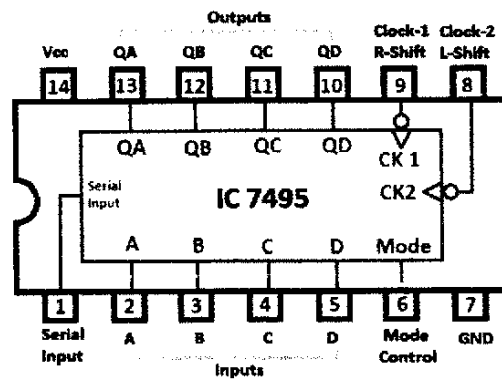 Outputs
Clock-1 Clock-2
Vcc QA QB QC QD R-Shift L-Shift
14 13 12 11 10 9 8
QA QB QC QD CK 1
Serial
Input
IC 7495
CK2
A B C D Mode
1 2 3 4 5 6 7
Serial A B C D Mode GND
Input Control
Inputs